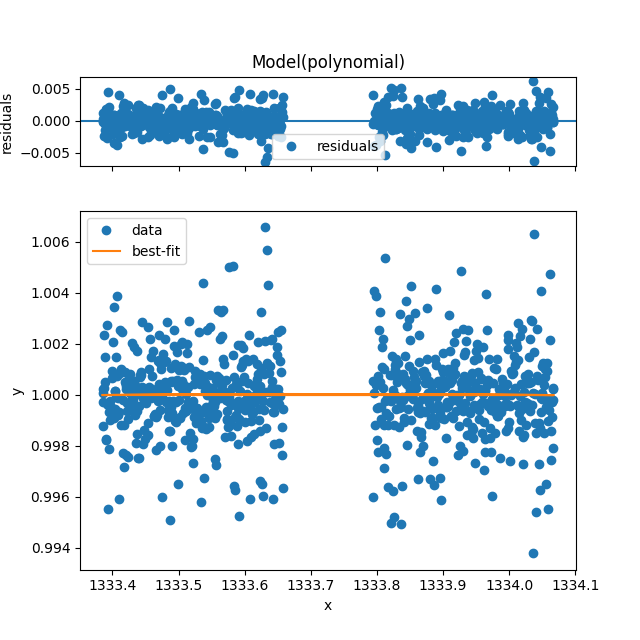 Model(polynomial)
0.005
0.000
−0.005
residuals
residuals
data
best-fit
1.006
1.004
1.002
1.000
0.998
0.996
0.994
y
1333.4 1333.5 1333.6 1333.7 1333.8 1333.9 1334.0 1334.1
x